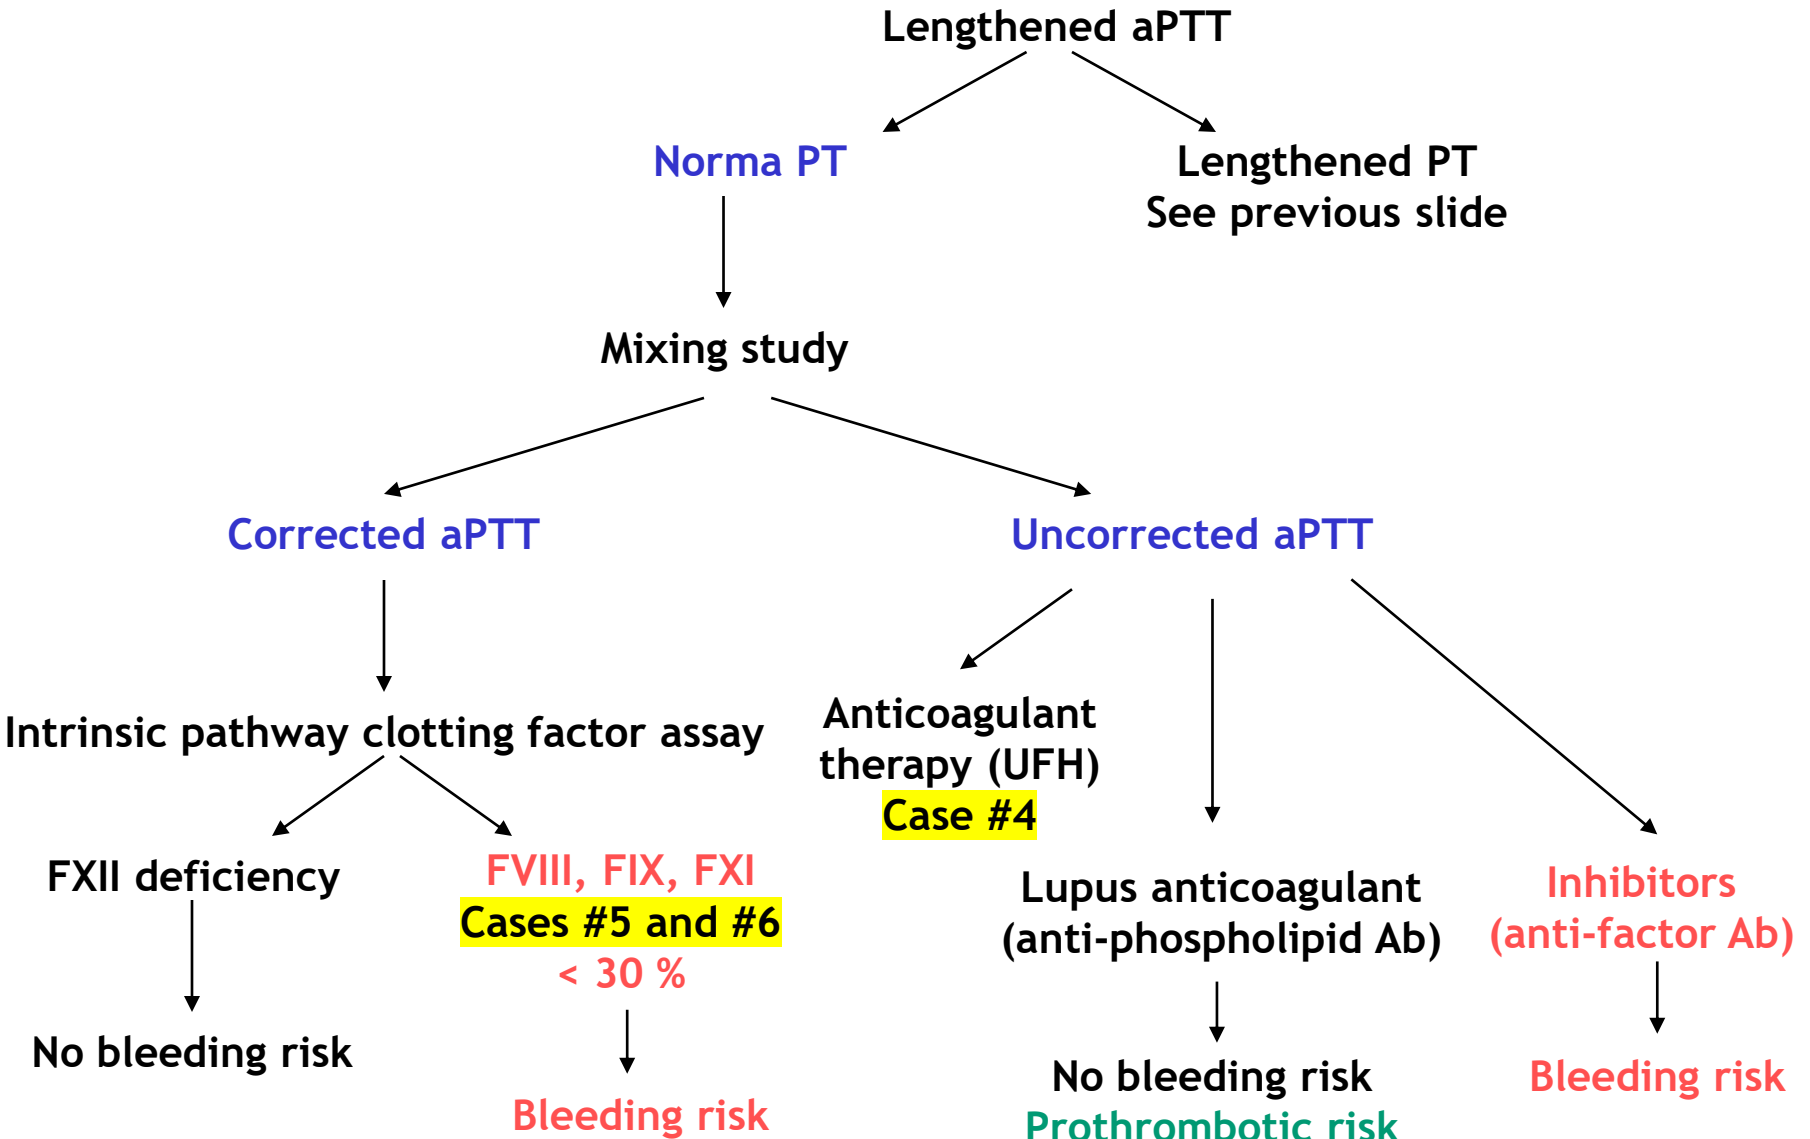 Lengthened aPTT
Norma PT
Lengthened PT
See previous slide
Mixing study
Corrected aPTT
Uncorrected aPTT
Intrinsic pathway clotting factor assay
Anticoagulant
therapy (UFH)
Case #4
FXII deficiency
FVIII, FIX, FXI
Cases #5 and #6
< 30 %
Lupus anticoagulant
(anti-phospholipid Ab)
Inhibitors
(anti-factor Ab)
No bleeding risk
Bleeding risk
No bleeding risk
Prothrombotic risk
Bleeding risk